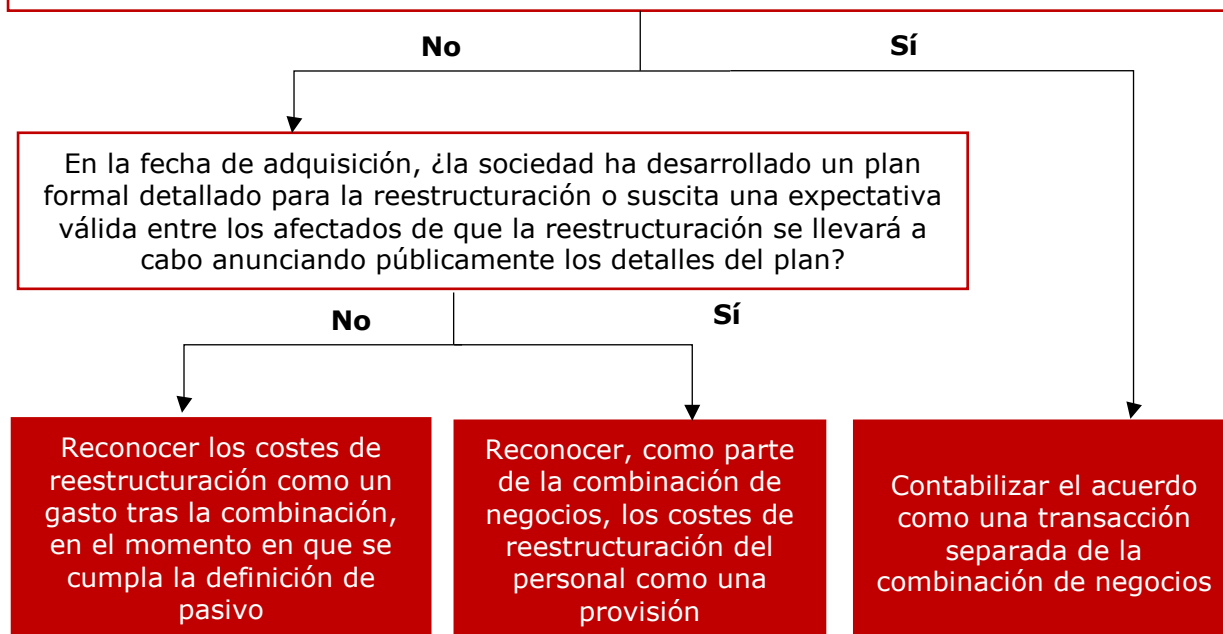 No
Sí
En la fecha de adquisición, ¿la sociedad ha desarrollado un plan
formal detallado para la reestructuración o suscita una expectativa
válida entre los afectados de que la reestructuración se llevará a
cabo anunciando públicamente los detalles del plan?
No
Sí
Reconocer los costes de
reestructuración como un
gasto tras la combinación,
en el momento en que se
cumpla la definición de
pasivo
Reconocer, como parte
de la combinación de
negocios, los costes de
reestructuración del
personal como una
provisión
Contabilizar el acuerdo
como una transacción
separada de la
combinación de negocios